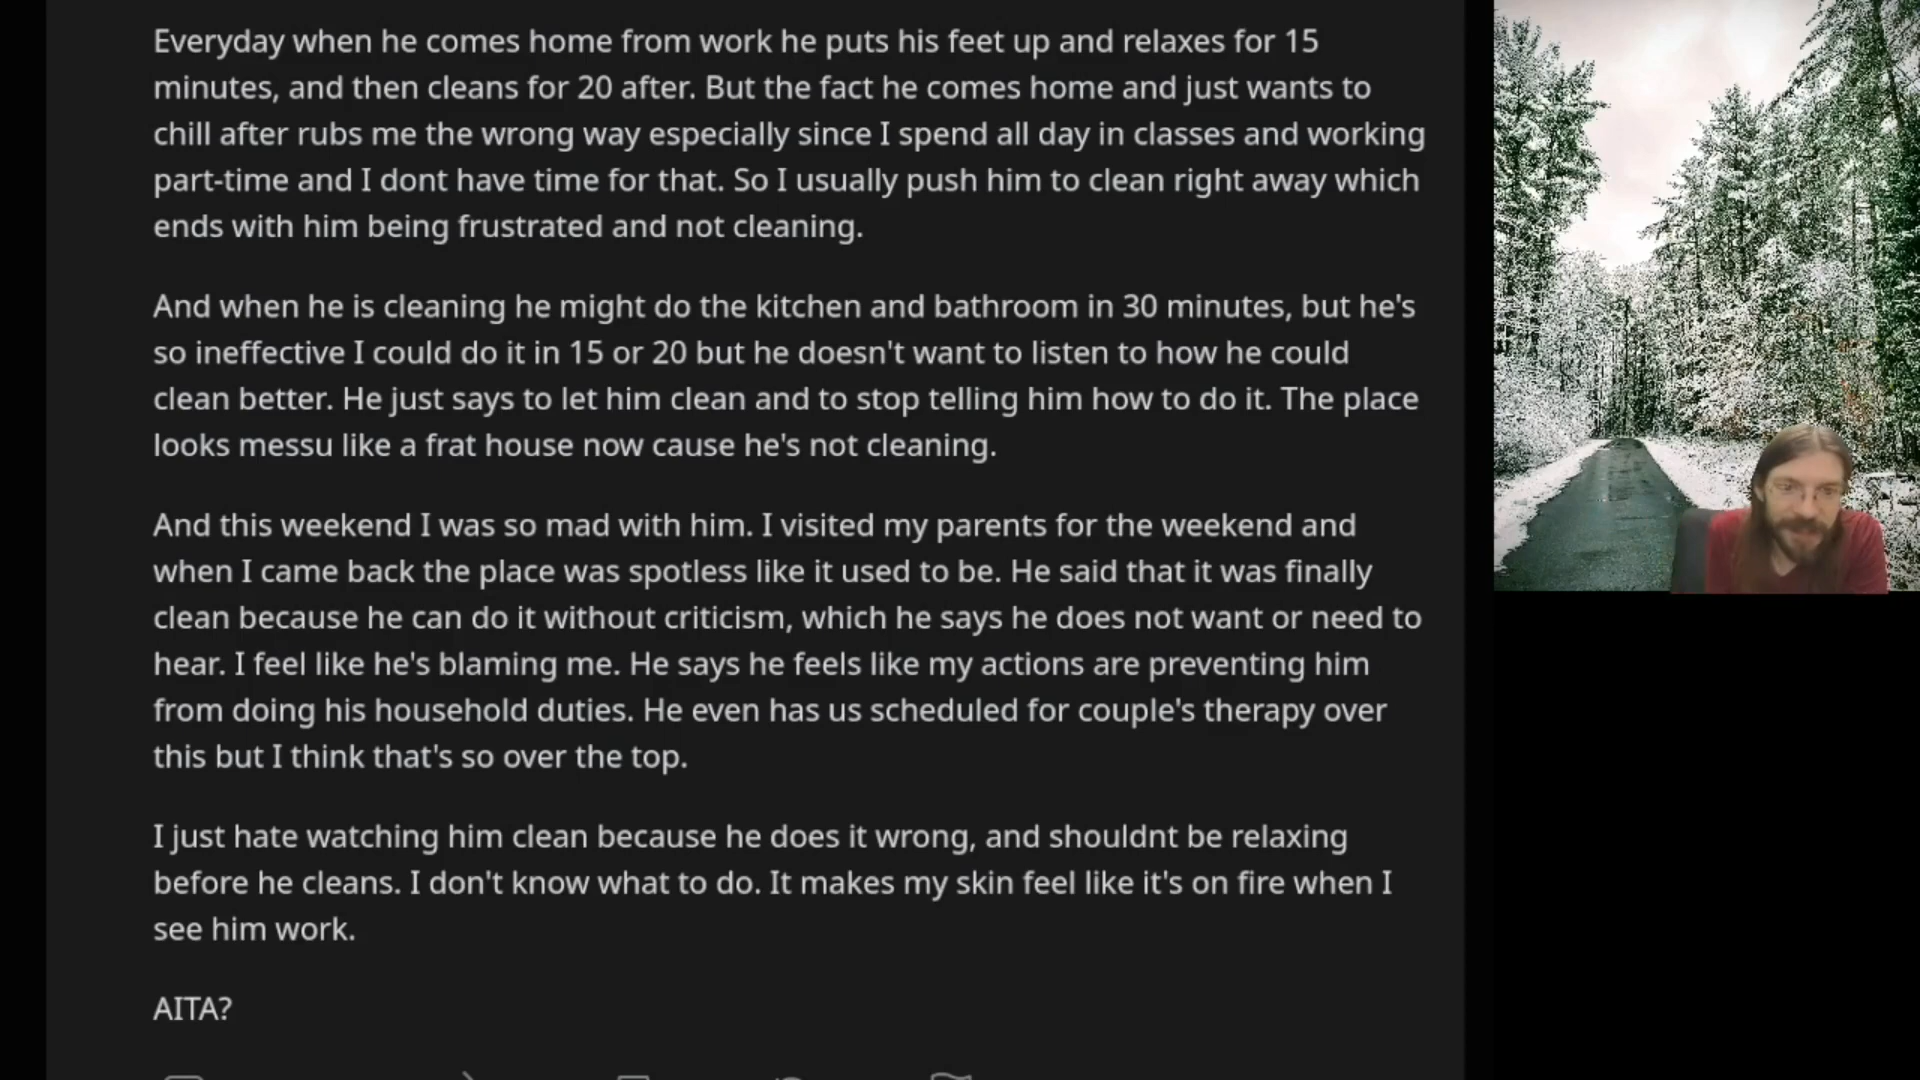 Everyday when he comes home from work he puts his feet up and relaxes for 15
minutes, and then cleans for 20 after. But the fact he comes home and just wants to
chill after rubs me the wrong way especially since I spend all day in classes and working
part-time and I dont have time for that. So I usually push him to clean right away which
ends with him being frustrated and not cleaning.
And when he is cleaning he might do the kitchen and bathroom in 30 minutes, but he's
so ineffective I could do it in 15 or 20 but he doesn't want to listen to how he could
clean better. He just says to let him clean and to stop telling him how to do it. The place
looks messu like a frat house now cause he's not cleaning.
And this weekend I was so mad with him. I visited my parents for the weekend and
when I came back the place was spotless like it used to be. He said that it was finally
clean because he can do it without criticism, which he says he does not want or need to
hear. I feel like he's blaming me. He says he feels like my actions are preventing him
from doing his household duties. He even has us scheduled for couple's therapy over
this but I think that's so over the top.
I just hate watching him clean because he does it wrong, and shouldnt be relaxing
before he cleans. I don't know what to do. It makes my skin feel like it's on fire when I
see him work.
AITA?